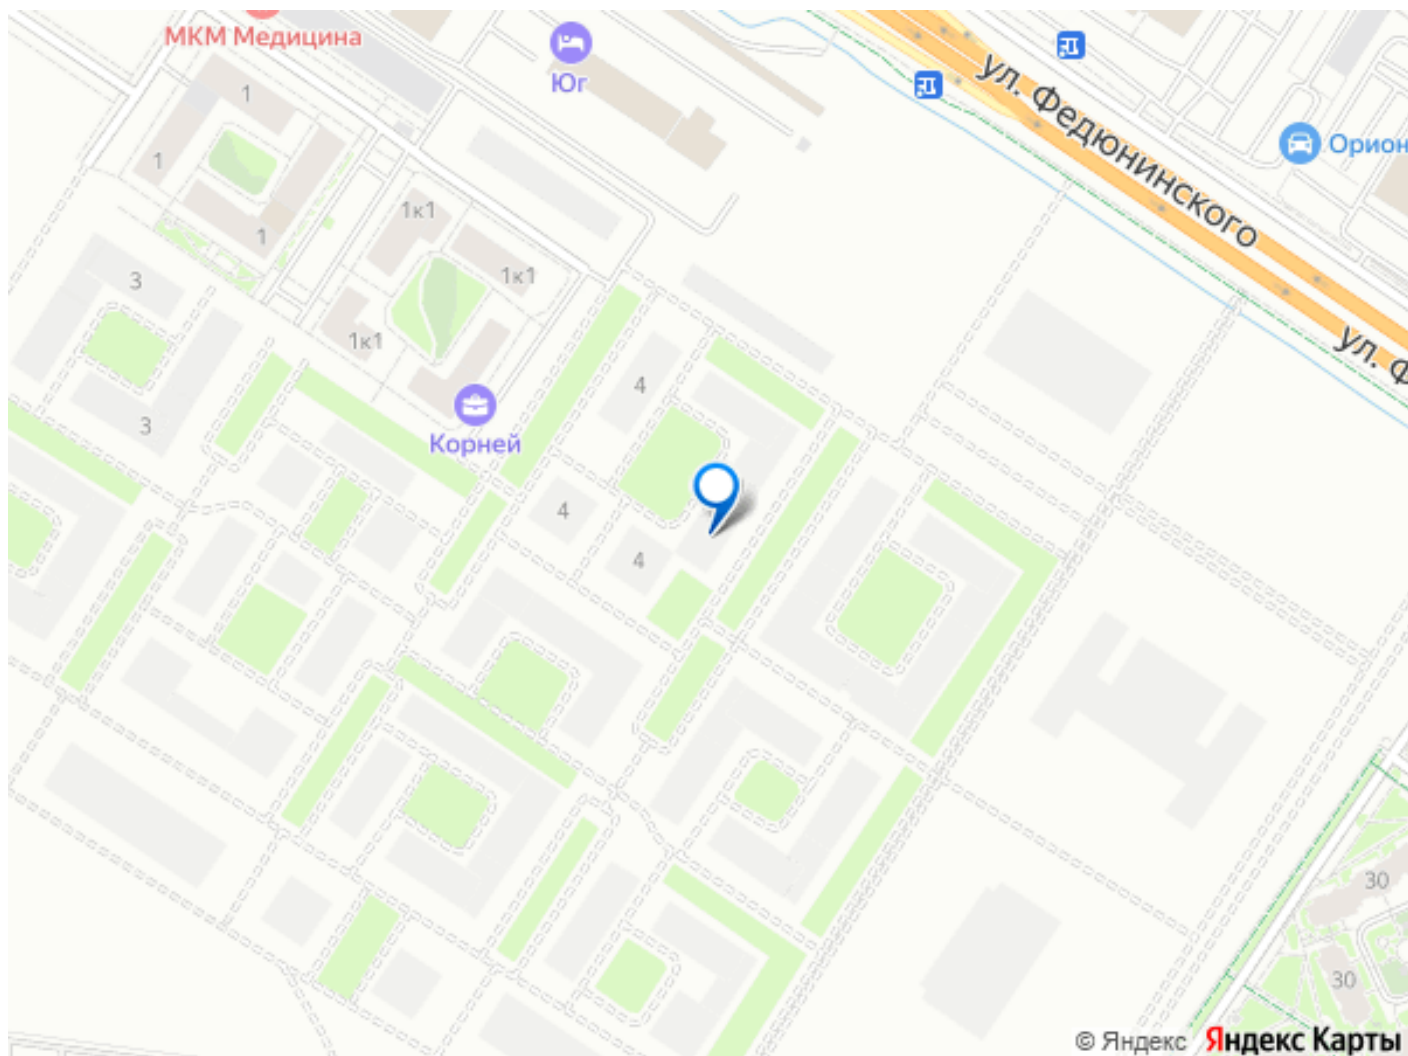 МКМ Медицина
Юг
ул. Федюнинского
Орион
1
1
1
1к1
1к1
1к1
3
3
ул. Ф
4
Корней
4
4
30
30
© Яндекс Яндекс Карты